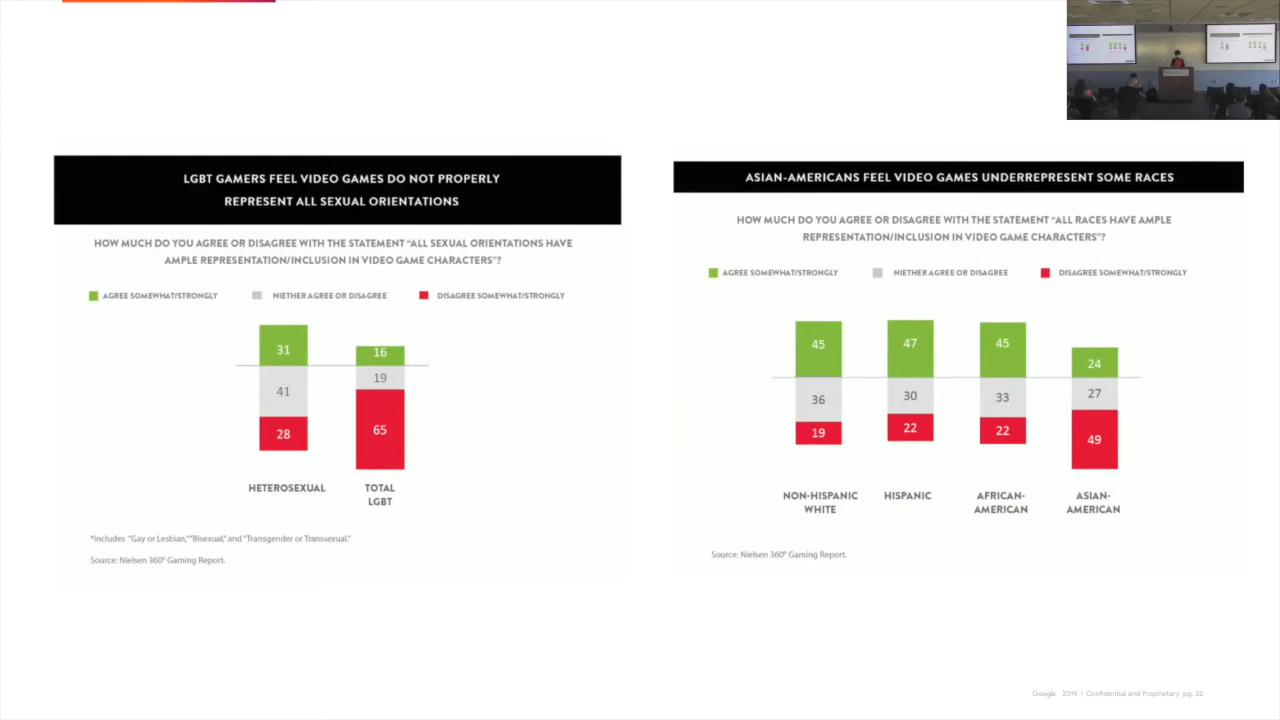 LGBT GAMERS FEEL VIDEO GAMES DO NOT PROPERLY
REPRESENT ALL SEXUAL ORIENTATIONS
HOW MUCH DO YOU AGREE OR DISAGREE WITH THE STATEMENT "ALL SEXUAL ORIENTATIONS HAVE
AMPLE REPRESENTATION/INCLUSION IN VIDEO GAME CHARACTERS"?
AGREE SOMEWHAT/STRONGLY
NIETHER AGREE OR DISAGREE
DISAGREE SOMEWHAT/STRONGLY
31
16
41
19
28
65
HETEROSEXUAL
TOTAL
LGBT
*Includes "Gay or Lesbian," "Bisexual," and "Transgender or Transsexual."
Source: Nielsen 360° Gaming Report.
ASIAN-AMERICANS FEEL VIDEO GAMES UNDERREPRESENT SOME RACES
HOW MUCH DO YOU AGREE OR DISAGREE WITH THE STATEMENT "ALL RACES HAVE AMPLE
REPRESENTATION/INCLUSION IN VIDEO GAME CHARACTERS"?
AGREE SOMEWHAT/STRONGLY
NIETHER AGREE OR DISAGREE
DISAGREE SOMEWHAT/STRONGLY
45
47
45
24
36
30
33
27
19
22
22
49
NON-HISPANIC
WHITE
HISPANIC
AFRICAN-
AMERICAN
ASIAN-
AMERICAN
Source: Nielsen 360° Gaming Report.
Google 2019 | Confidential and Proprietary pg. 32